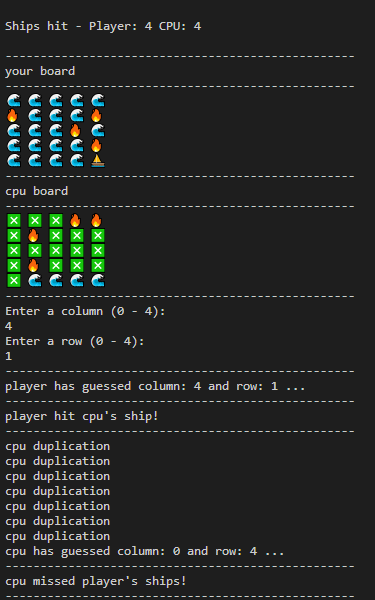 Ships hit - Player: 4 CPU: 4
--------------------------------------------------
your board
--------------------------------------------------
🌊 🌊 🌊 🌊 🌊
🔥 🌊 🌊 🌊 🔥
🌊 🌊 🌊 🔥 🌊
🌊 🌊 🌊 🌊 🔥
🌊 🌊 🌊 🌊 ⛵
--------------------------------------------------
cpu board
--------------------------------------------------
❎ ❎ ❎ 🔥 🔥
❎ 🔥 ❎ ❎ ❎
❎ ❎ ❎ ❎ ❎
❎ 🔥 ❎ ❎ ❎
❎ 🌊 🌊 🌊 🌊
--------------------------------------------------
Enter a column (0 - 4):
4
Enter a row (0 - 4):
1
--------------------------------------------------
player has guessed column: 4 and row: 1 ...
--------------------------------------------------
player hit cpu's ship!
--------------------------------------------------
cpu duplication
cpu duplication
cpu duplication
cpu duplication
cpu duplication
cpu duplication
cpu duplication
cpu has guessed column: 0 and row: 4 ...
--------------------------------------------------
cpu missed player's ships!
--------------------------------------------------